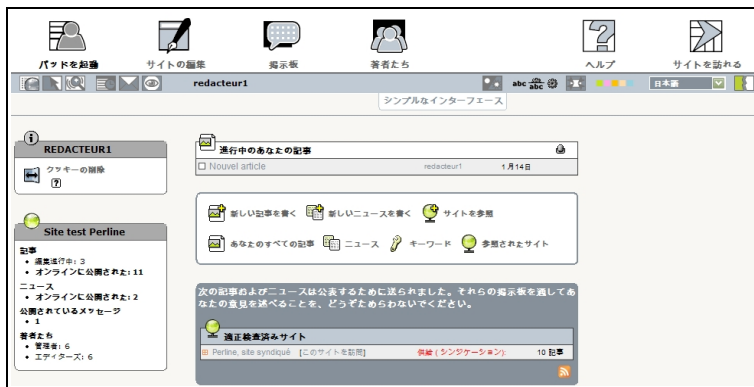 パッドを起動 サイトの編集 掲示板 著者たち ヘルプ サイトを訪れる
redacteur1 abc abc abc 日本語
シンプルなインターフェース
REDACTEUR1
クッキーの削除
?
進行中のあなたの記事
Nouvel article redacteur1 1月14日
新しい記事を書く 新しいニュースを書く サイトを参照
あなたのすべての記事 ニュース キーワード 参照されたサイト
Site test Perline
記事
• 編集進行中: 3
• オンラインに公開された: 11
ニュース
• オンラインに公開された: 2
公開されているメッセージ
• 1
著者たち
• 管理者: 6
• エディターズ: 6
次の記事およびニュースは公表するために送られました。それらの掲示板を通してあ
なたの意見を述べることを、どうぞためらわないでください。
適正検査済みサイト
Perline, site syndiqué [このサイトを訪問] 供給 (シンジケーション): 10 記事